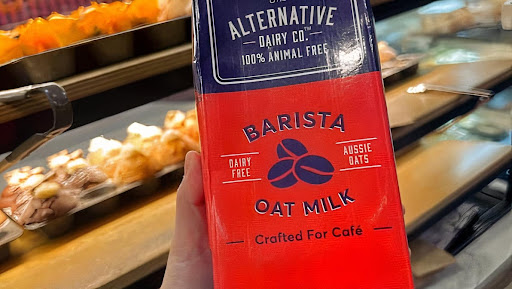 ALTERNATIVE
DAIRY CO.
100% ANIMAL FREE
BARISTA
DAIRY FREE
AUSSIE OATS
OAT MILK
Crafted For Café